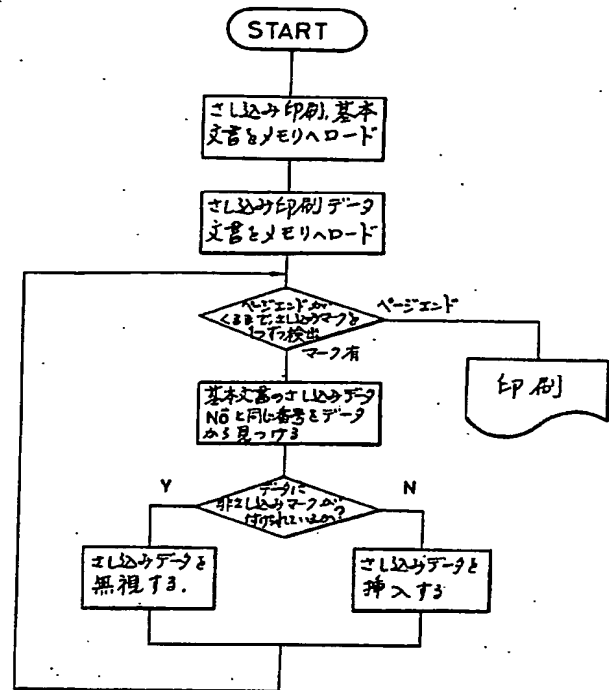 START
さし込み印刷,基本
文書をメモリへロード
さし込み印刷データ
文書をメモリへロード
ページエンドが
くるまで,さし込みマークを
1つずつ検出
ページエンド
マーク有
印刷
基本文書のさし込みデータ
Noと同じ番号をデータ
から見つける
Y
データに
非さし込みマークが
付けられているか?
N
さし込みデータを
無視する.
さし込みデータを
挿入する